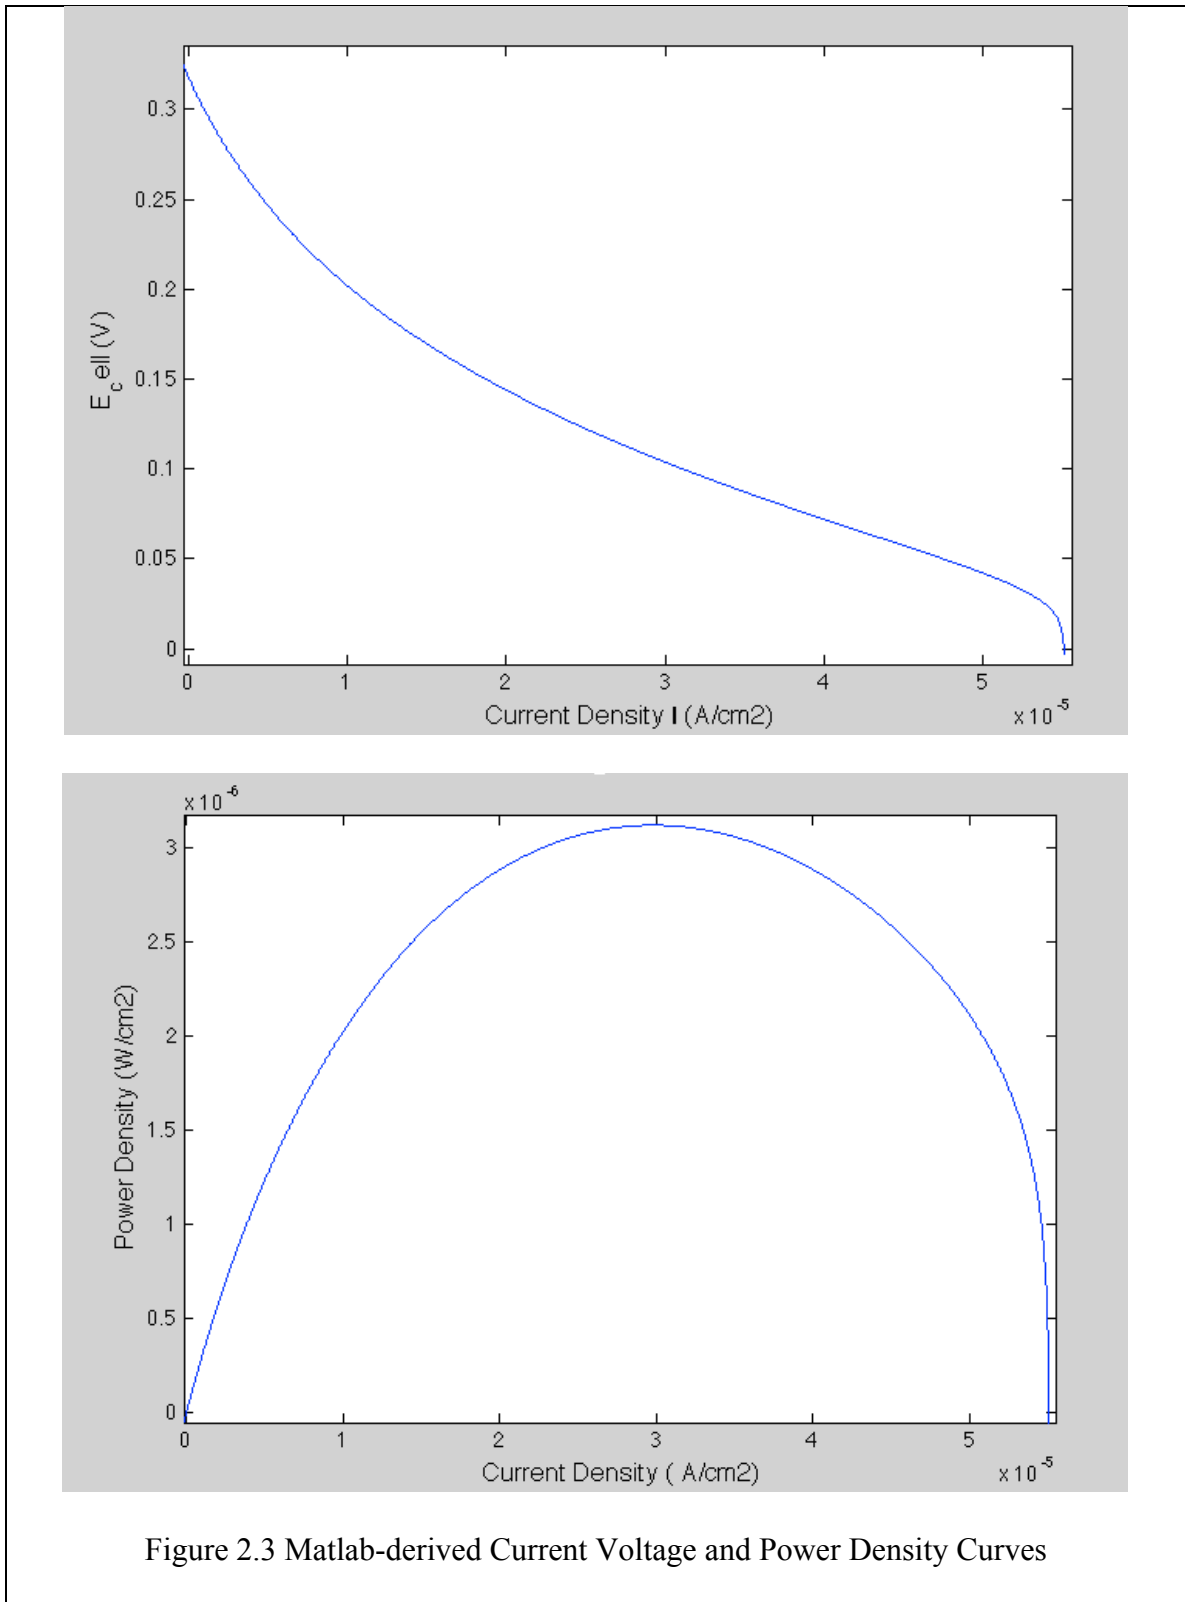 0.3
0.25
0.2
0.15
0.1
0.05
0
E_c ell (V)
0 1 2 3 4 5
Current Density I (A/cm2) x 10^-5
x 10^-6
3
2.5
2
1.5
1
0.5
0
Power Density (W/cm2)
0 1 2 3 4 5
Current Density ( A/cm2) x 10^-5
Figure 2.3 Matlab-derived Current Voltage and Power Density Curves